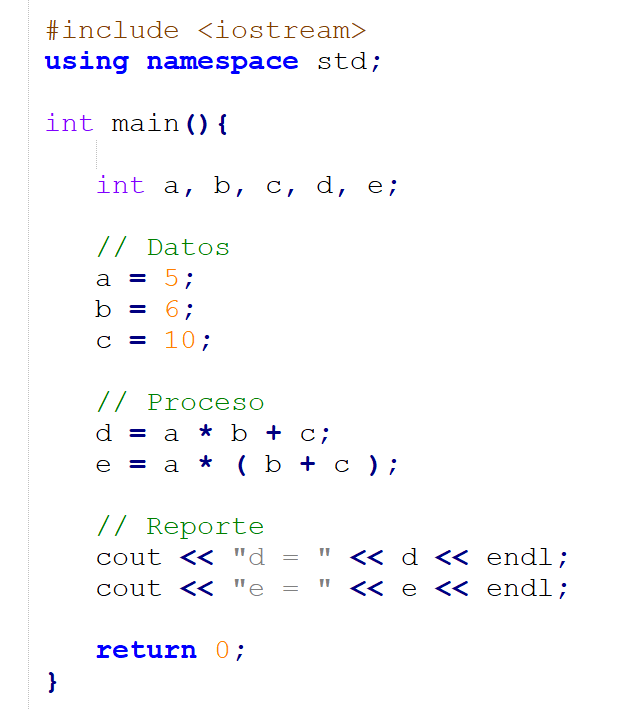 #include <iostream>
using namespace std;
int main(){
int a, b, c, d, e;
// Datos
a = 5;
b = 6;
c = 10;
// Proceso
d = a * b + c;
e = a * ( b + c );
// Reporte
cout << "d = " << d << endl;
cout << "e = " << e << endl;
return 0;
}